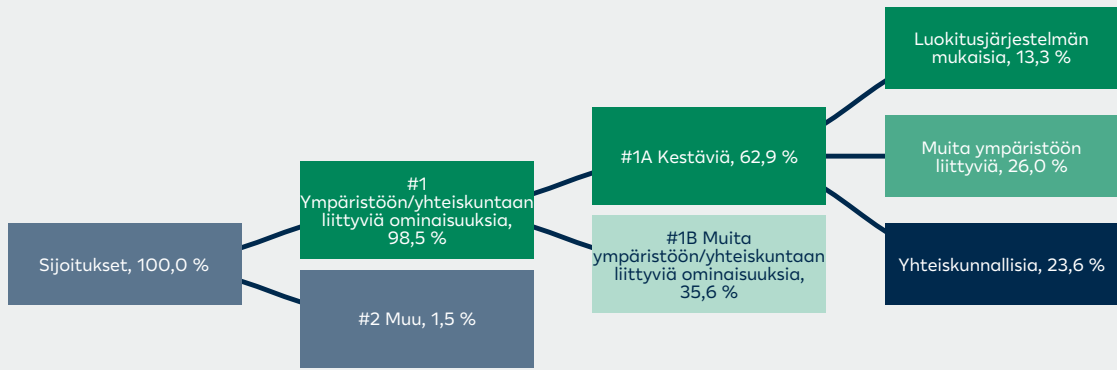 Sijoitukset, 100,0 %
#1
Ympäristöön/yhteiskuntaan
liittyviä ominaisuuksia,
98,5 %
#2 Muu, 1,5 %
#1A Kestäviä, 62,9 %
#1B Muita
ympäristöön/yhteiskuntaan
liittyviä ominaisuuksia,
35,6 %
Luokitusjärjestelmän
mukaisia, 13,3 %
Muita ympäristöön
liittyviä, 26,0 %
Yhteiskunnallisia, 23,6 %